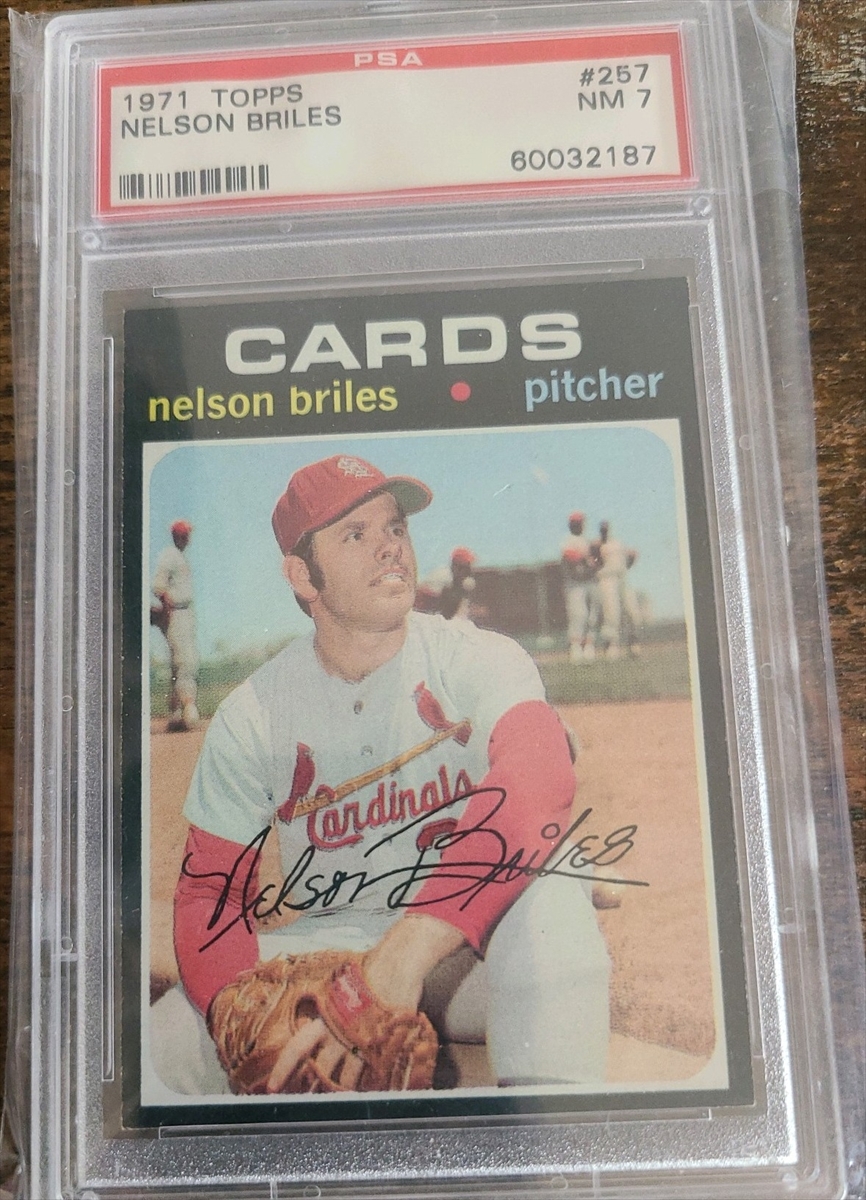 PSA
1971 TOPPS #257
NELSON BRILES NM 7
60032187
CARDS
nelson briles • pitcher
Cardinals
Nelson Briles